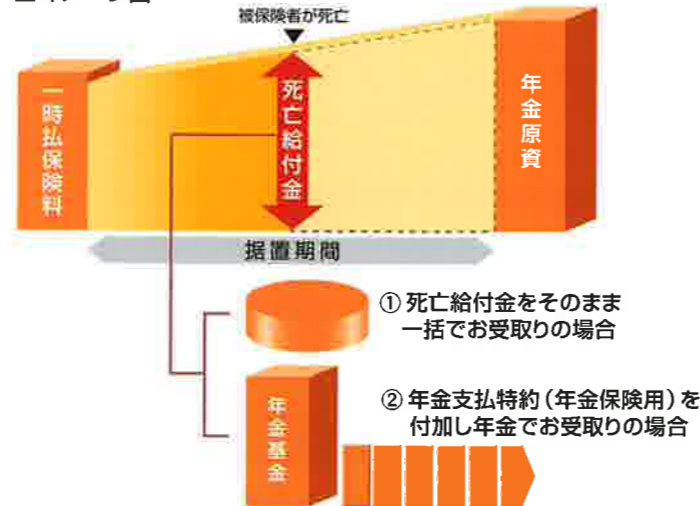 被保険者が死亡
一時払保険料
死亡給付金
年金原資
据置期間
① 死亡給付金をそのまま
一括でお受取りの場合
② 年金支払特約(年金保険用)を
付加し年金でお受取りの場合
年金基金